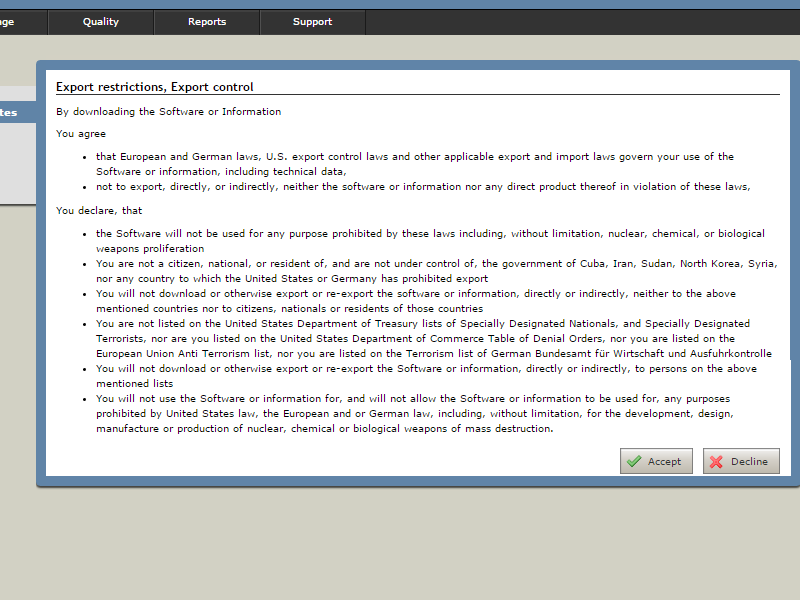 ge
Quality
Reports
Support
tes
Export restrictions, Export control
By downloading the Software or Information
You agree
• that European and German laws, U.S. export control laws and other applicable export and import laws govern your use of the
Software or information, including technical data,
• not to export, directly, or indirectly, neither the software or information nor any direct product thereof in violation of these laws,
You declare, that
• the Software will not be used for any purpose prohibited by these laws including, without limitation, nuclear, chemical, or biological
weapons proliferation
• You are not a citizen, national, or resident of, and are not under control of, the government of Cuba, Iran, Sudan, North Korea, Syria,
nor any country to which the United States or Germany has prohibited export
• You will not download or otherwise export or re-export the software or information, directly or indirectly, neither to the above
mentioned countries nor to citizens, nationals or residents of those countries
• You are not listed on the United States Department of Treasury lists of Specially Designated Nationals, and Specially Designated
Terrorists, nor are you listed on the United States Department of Commerce Table of Denial Orders, nor you are listed on the
European Union Anti Terrorism list, nor you are listed on the Terrorism list of German Bundesamt für Wirtschaft und Ausfuhrkontrolle
• You will not download or otherwise export or re-export the Software or information, directly or indirectly, to persons on the above
mentioned lists
• You will not use the Software or information for, and will not allow the Software or information to be used for, any purposes
prohibited by United States law, the European and or German law, including, without limitation, for the development, design,
manufacture or production of nuclear, chemical or biological weapons of mass destruction.
Accept
Decline